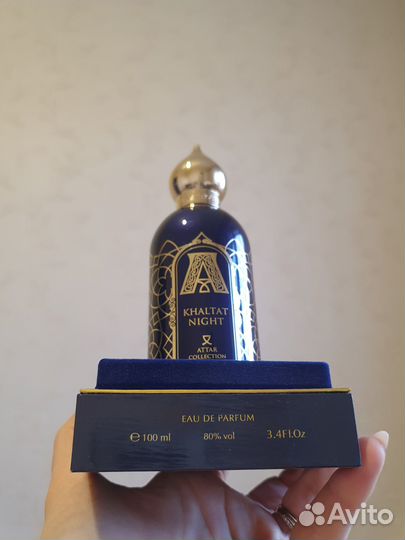 A
KHALTAT
NIGHT
ATTAR
COLLECTION
EAU DE PARFUM
e 100 ml 80% vol 3.4Fl.Oz
Avito